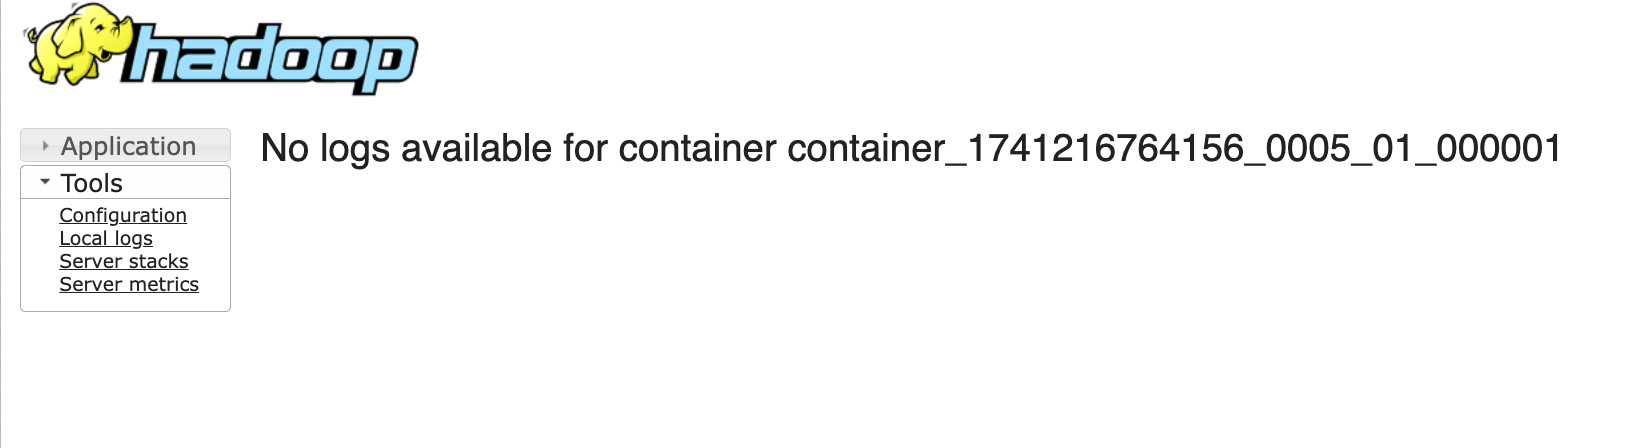 hadoop
Application
No logs available for container container_1741216764156_0005_01_000001
Tools
Configuration
Local logs
Server stacks
Server metrics